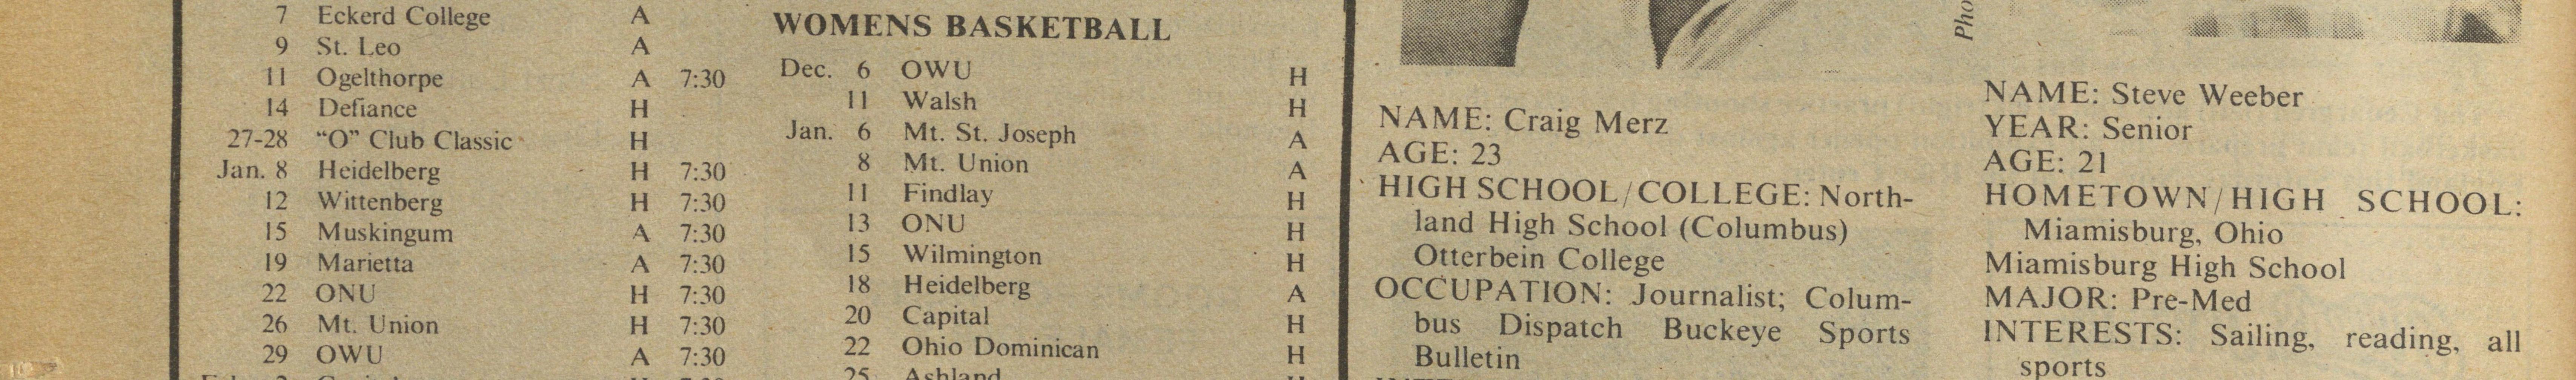 7 Eckerd College A
9 St. Leo A
11 Ogelthorpe A 7:30
14 Defiance H
27-28 “O” Club Classic H
Jan. 8 Heidelberg H 7:30
12 Wittenberg H 7:30
15 Muskingum A 7:30
19 Marietta A 7:30
22 ONU H 7:30
26 Mt. Union H 7:30
29 OWU A 7:30
WOMENS BASKETBALL
Dec. 6 OWU H
11 Walsh H
Jan. 6 Mt. St. Joseph A
8 Mt. Union A
11 Findlay H
13 ONU H
15 Wilmington H
18 Heidelberg A
20 Capital H
22 Ohio Dominican H
25 Ashland
NAME: Craig Merz
AGE: 23
HIGH SCHOOL/COLLEGE: North-
land High School (Columbus)
Otterbein College
OCCUPATION: Journalist; Colum-
bus Dispatch Buckeye Sports
Bulletin
Pho
NAME: Steve Weeber
YEAR: Senior
AGE: 21
HOMETOWN/HIGH SCHOOL:
Miamisburg, Ohio
Miamisburg High School
MAJOR: Pre-Med
INTERESTS: Sailing, reading, all
sports